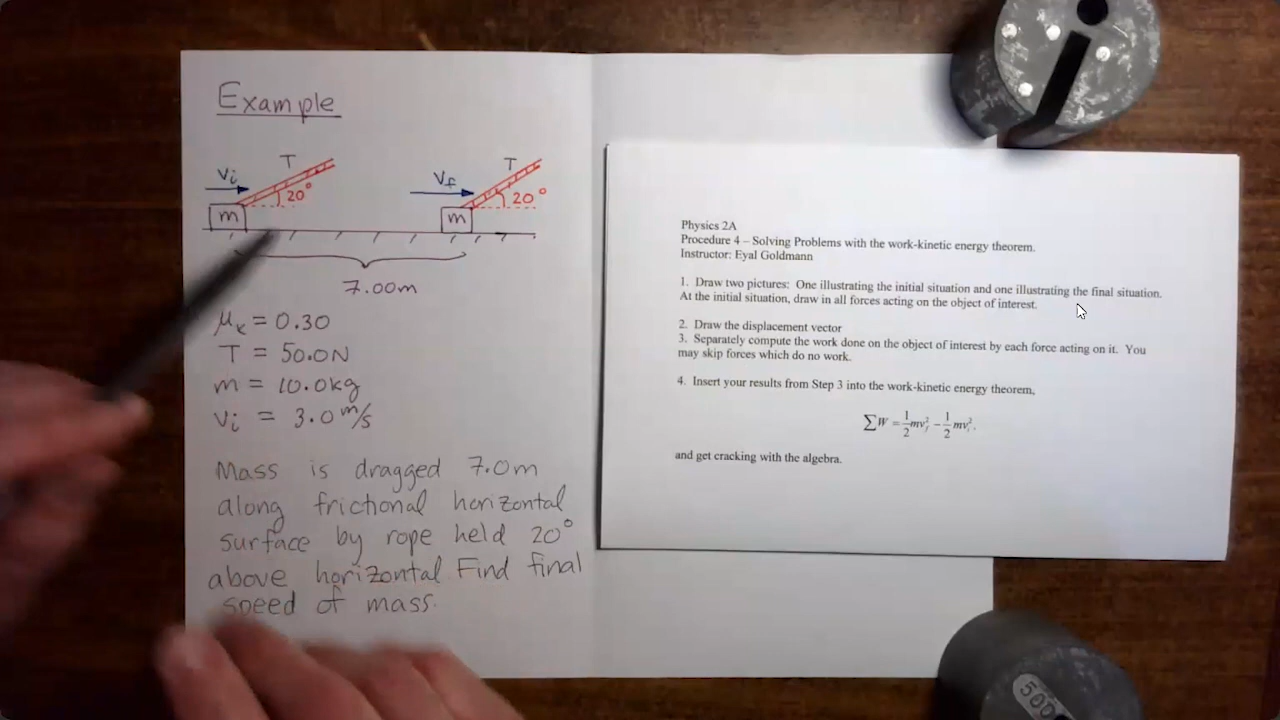 Example
T
Vi
20°
m
T
Vf
20°
m
7.00m
μk = 0.30
T = 50.0N
m = 10.0kg
Vi = 3.0 m/s
Mass is dragged 7.0m
along frictional horizontal
surface by rope held 20°
above horizontal. Find final
speed of mass.
Physics 2A
Procedure 4 – Solving Problems with the work-kinetic energy theorem.
Instructor: Eyal Goldmann
1. Draw two pictures: One illustrating the initial situation and one illustrating the final situation.
At the initial situation, draw in all forces acting on the object of interest.
2. Draw the displacement vector
3. Separately compute the work done on the object of interest by each force acting on it. You
may skip forces which do no work.
4. Insert your results from Step 3 into the work-kinetic energy theorem,
∑W = 1/2 mv_f² − 1/2 mv_i².
and get cracking with the algebra.
500